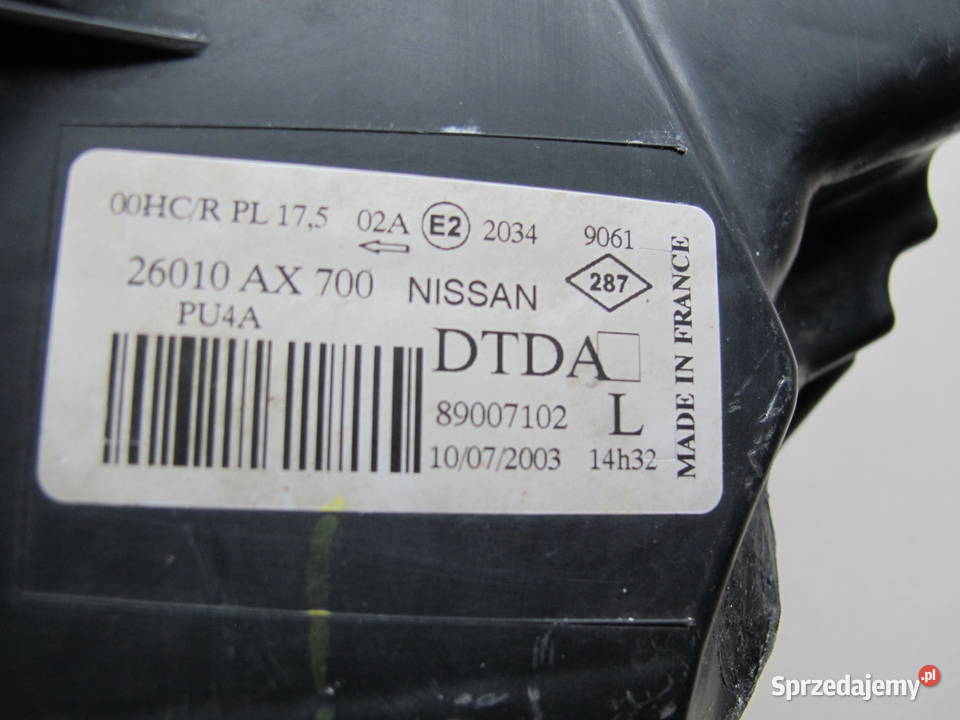 00HC/R PL 17,5 02A E2 2034 9061
26010 AX 700 NISSAN 287
PU4A
DTDA
89007102 L
10/07/2003 14h32
MADE IN FRANCE
Sprzedajemy.pl